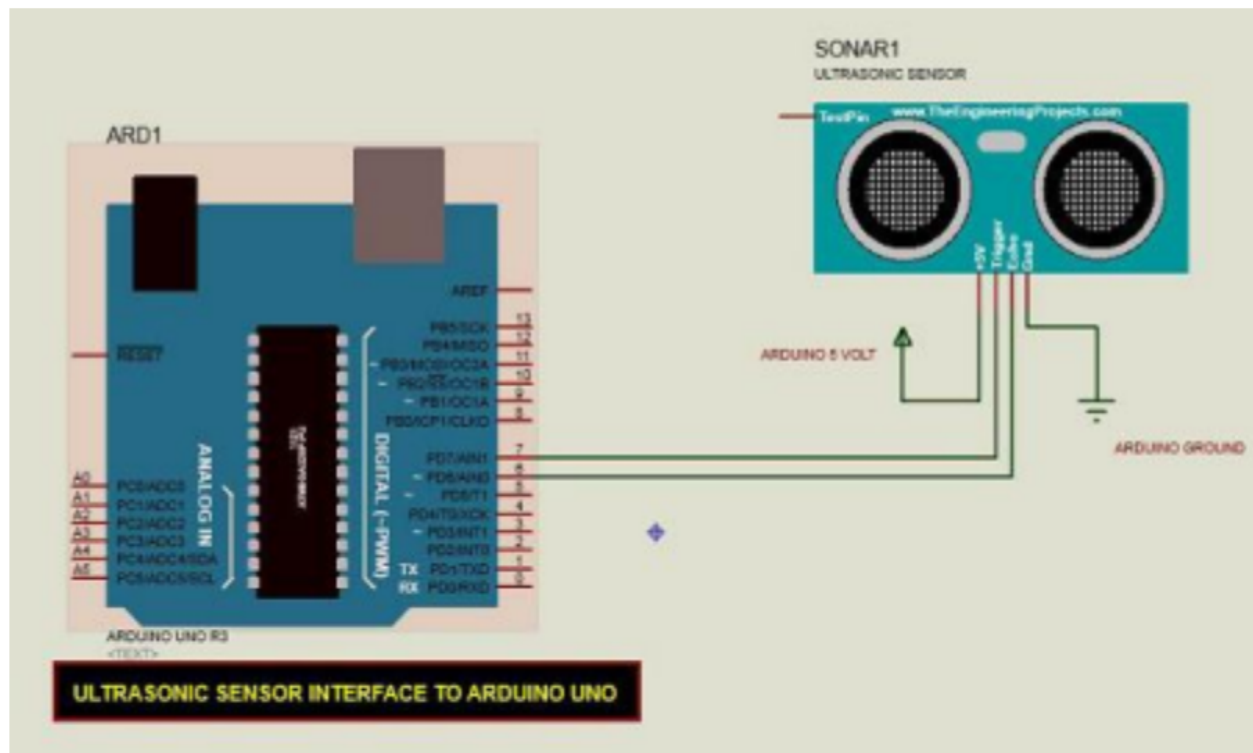 SONAR1
ULTRASONIC SENSOR
TestPin
www.TheEngineeringProjects.com
+5V
Trigger
Echo
Gnd
ARD1
ARDUINO 5 VOLT
ARDUINO GROUND
RESET
AREF
PB5/SCK 13
PB4/MISO 12
~ PB3/MOSI/OC2A 11
~ PB2/SS/OC1B 10
~ PB1/OC1A 9
PB0/ICP1/CLKO 8
PD7/AIN1 7
~ PD6/AIN0 6
~ PD5/T1 5
PD4/T0/XCK 4
~ PD3/INT1 3
PD2/INT0 2
TX PD1/TXD 1
RX PD0/RXD 0
DIGITAL (~PWM)
ANALOG IN
A0 PC0/ADC0
A1 PC1/ADC1
A2 PC2/ADC2
A3 PC3/ADC3
A4 PC4/ADC4/SDA
A5 PC5/ADC5/SCL
ARDUINO UNO R3
<TEXT>
ULTRASONIC SENSOR INTERFACE TO ARDUINO UNO